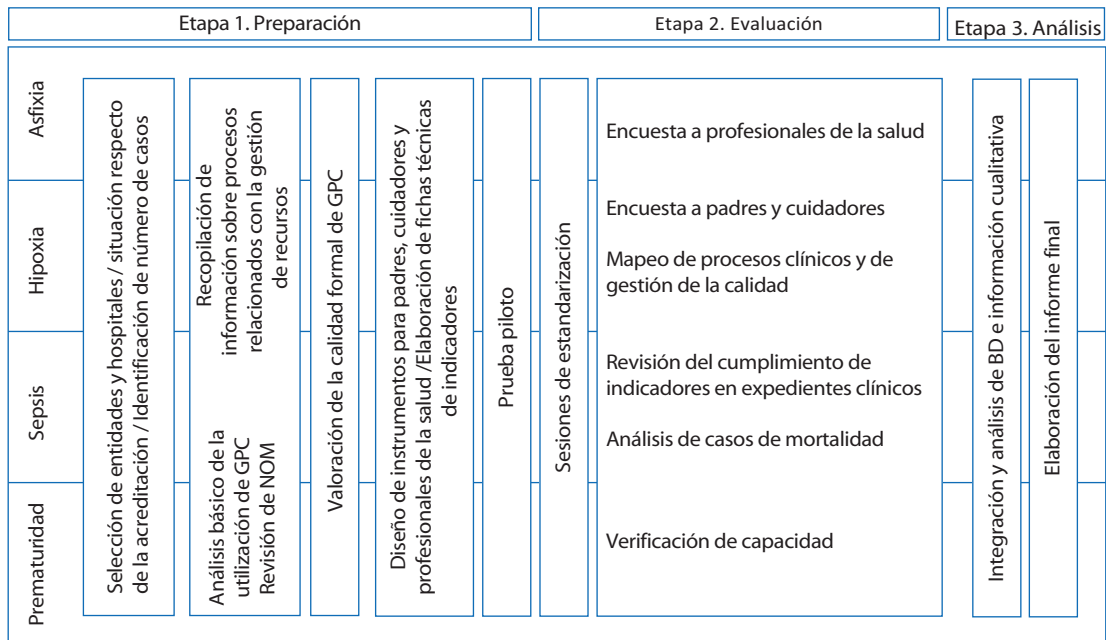 Etapa 1. Preparación
Etapa 2. Evaluación
Etapa 3. Análisis
Asfixia
Hipoxia
Sepsis
Prematuridad
Selección de entidades y hospitales / situación respecto
de la acreditación / Identificación de número de casos
Recopilación de
información sobre procesos
relacionados con la gestión
de recursos
Análisis básico de la
utilización de GPC
Revisión de NOM
Valoración de la calidad formal de GPC
Diseño de instrumentos para padres, cuidadores y
profesionales de la salud /Elaboración de fichas técnicas
de indicadores
Prueba piloto
Sesiones de estandarización
Encuesta a profesionales de la salud
Encuesta a padres y cuidadores
Mapeo de procesos clínicos y de
gestión de la calidad
Revisión del cumplimiento de
indicadores en expedientes clínicos
Análisis de casos de mortalidad
Verificación de capacidad
Integración y análisis de BD e información cualitativa
Elaboración del informe final